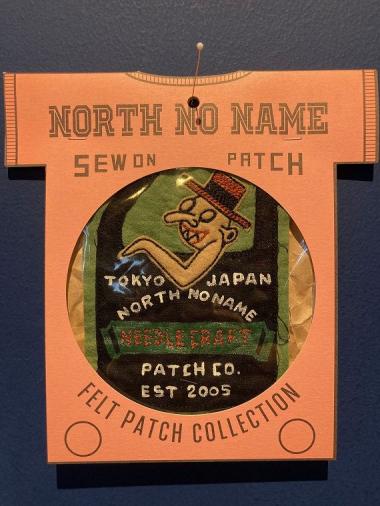 NORTH NO NAME
SEW ON PATCH
TOKYO JAPAN
NORTH NO NAME
NEEDLE CRAFT
PATCH CO.
EST 2005
FELT PATCH COLLECTION